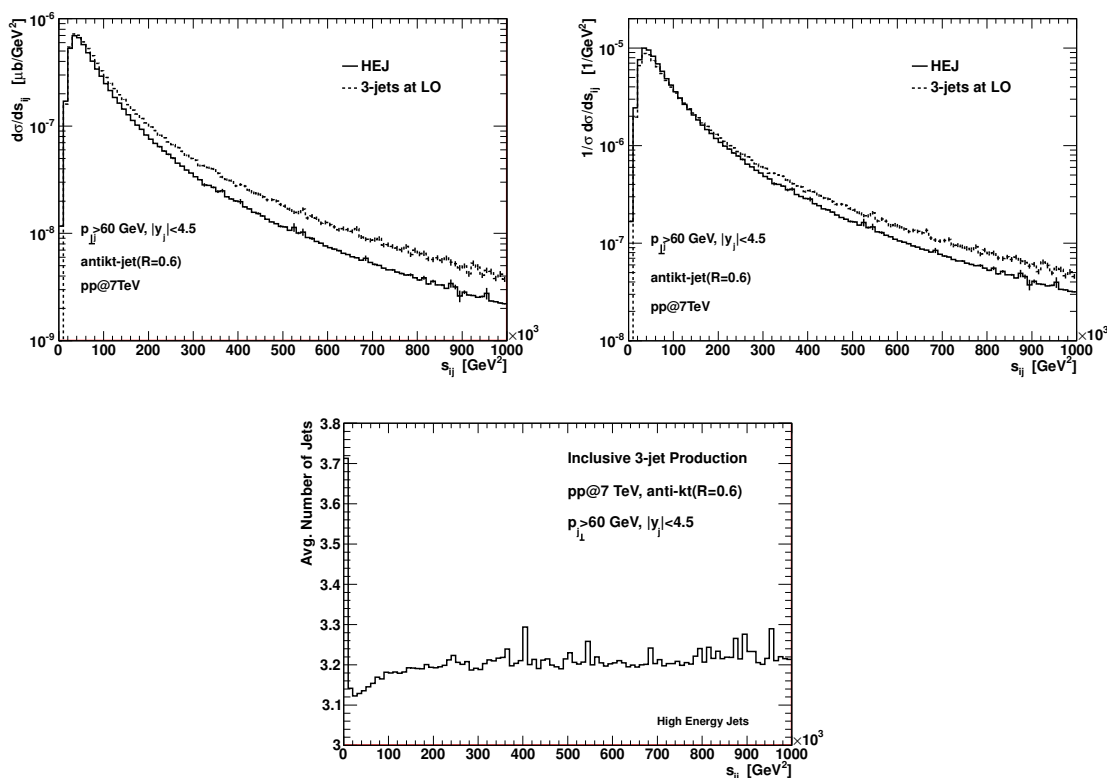 dσ/ds_ij [μb/GeV²]
10⁻⁶
10⁻⁷
10⁻⁸
10⁻⁹
HEJ
3-jets at LO
p_⊥j>60 GeV, |y_j|<4.5
antikt-jet(R=0.6)
pp@7TeV
0 100 200 300 400 500 600 700 800 900 1000
×10³
s_ij [GeV²]
1/σ dσ/ds_ij [1/GeV²]
10⁻⁵
10⁻⁶
10⁻⁷
10⁻⁸
HEJ
3-jets at LO
p_⊥j>60 GeV, |y_j|<4.5
antikt-jet(R=0.6)
pp@7TeV
0 100 200 300 400 500 600 700 800 900 1000
×10³
s_ij [GeV²]
Avg. Number of Jets
3.8
3.7
3.6
3.5
3.4
3.3
3.2
3.1
3
Inclusive 3-jet Production
pp@7 TeV, anti-kt(R=0.6)
p_j⊥>60 GeV, |y_j|<4.5
High Energy Jets
0 100 200 300 400 500 600 700 800 900 1000
×10³
s_ij [GeV²]